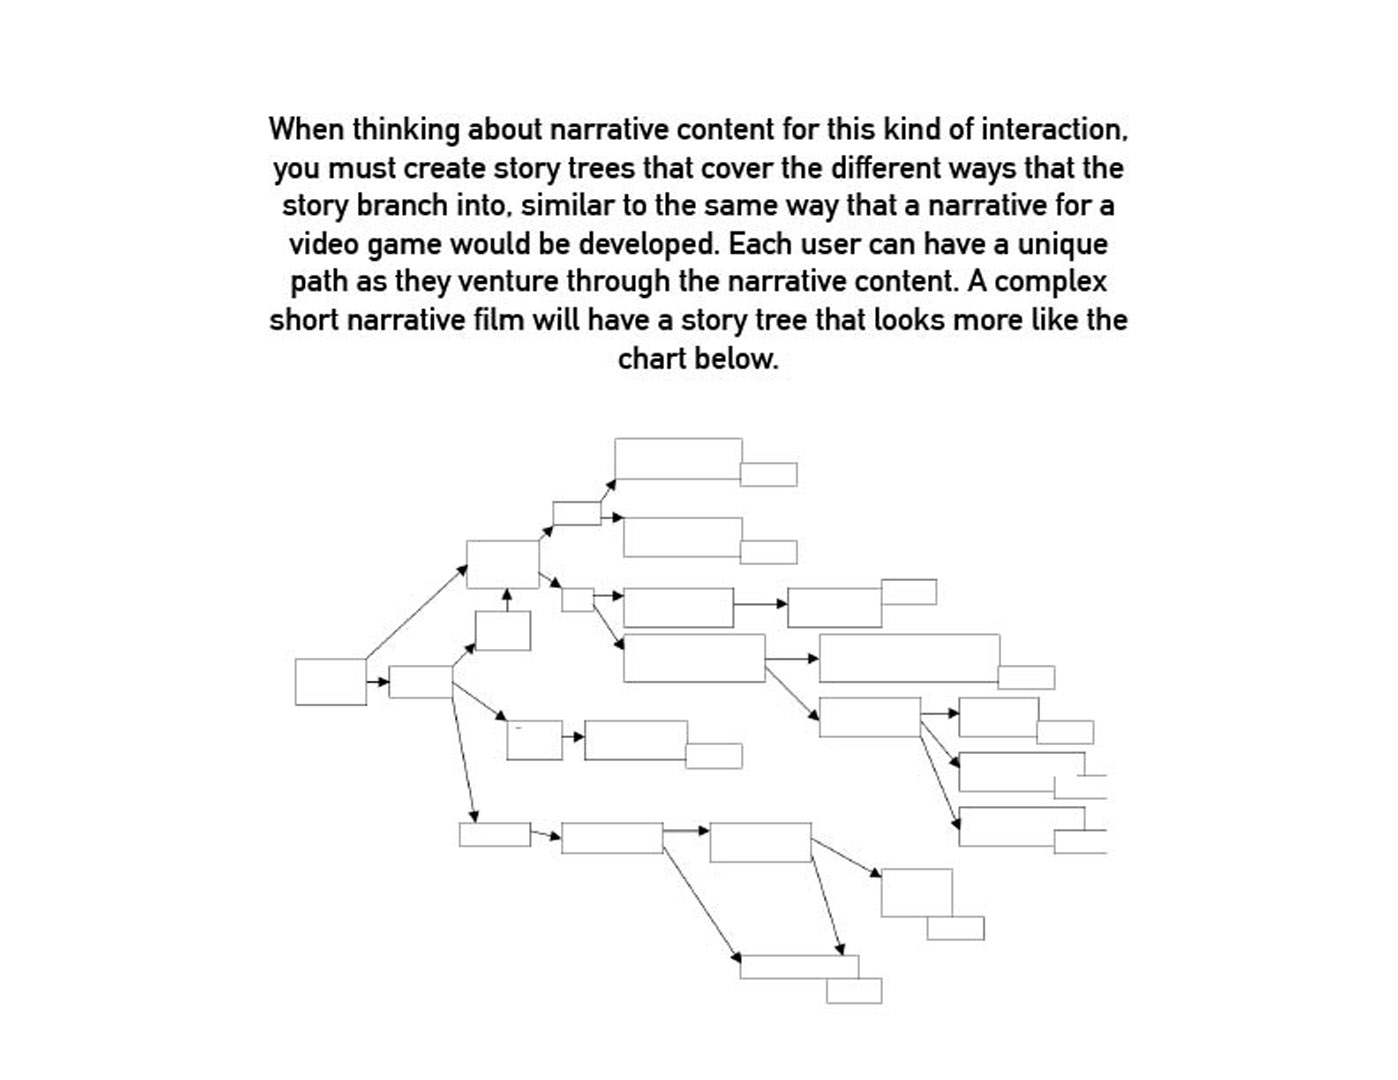 When thinking about narrative content for this kind of interaction,
you must create story trees that cover the different ways that the
story branch into, similar to the same way that a narrative for a
video game would be developed. Each user can have a unique
path as they venture through the narrative content. A complex
short narrative film will have a story tree that looks more like the
chart below.